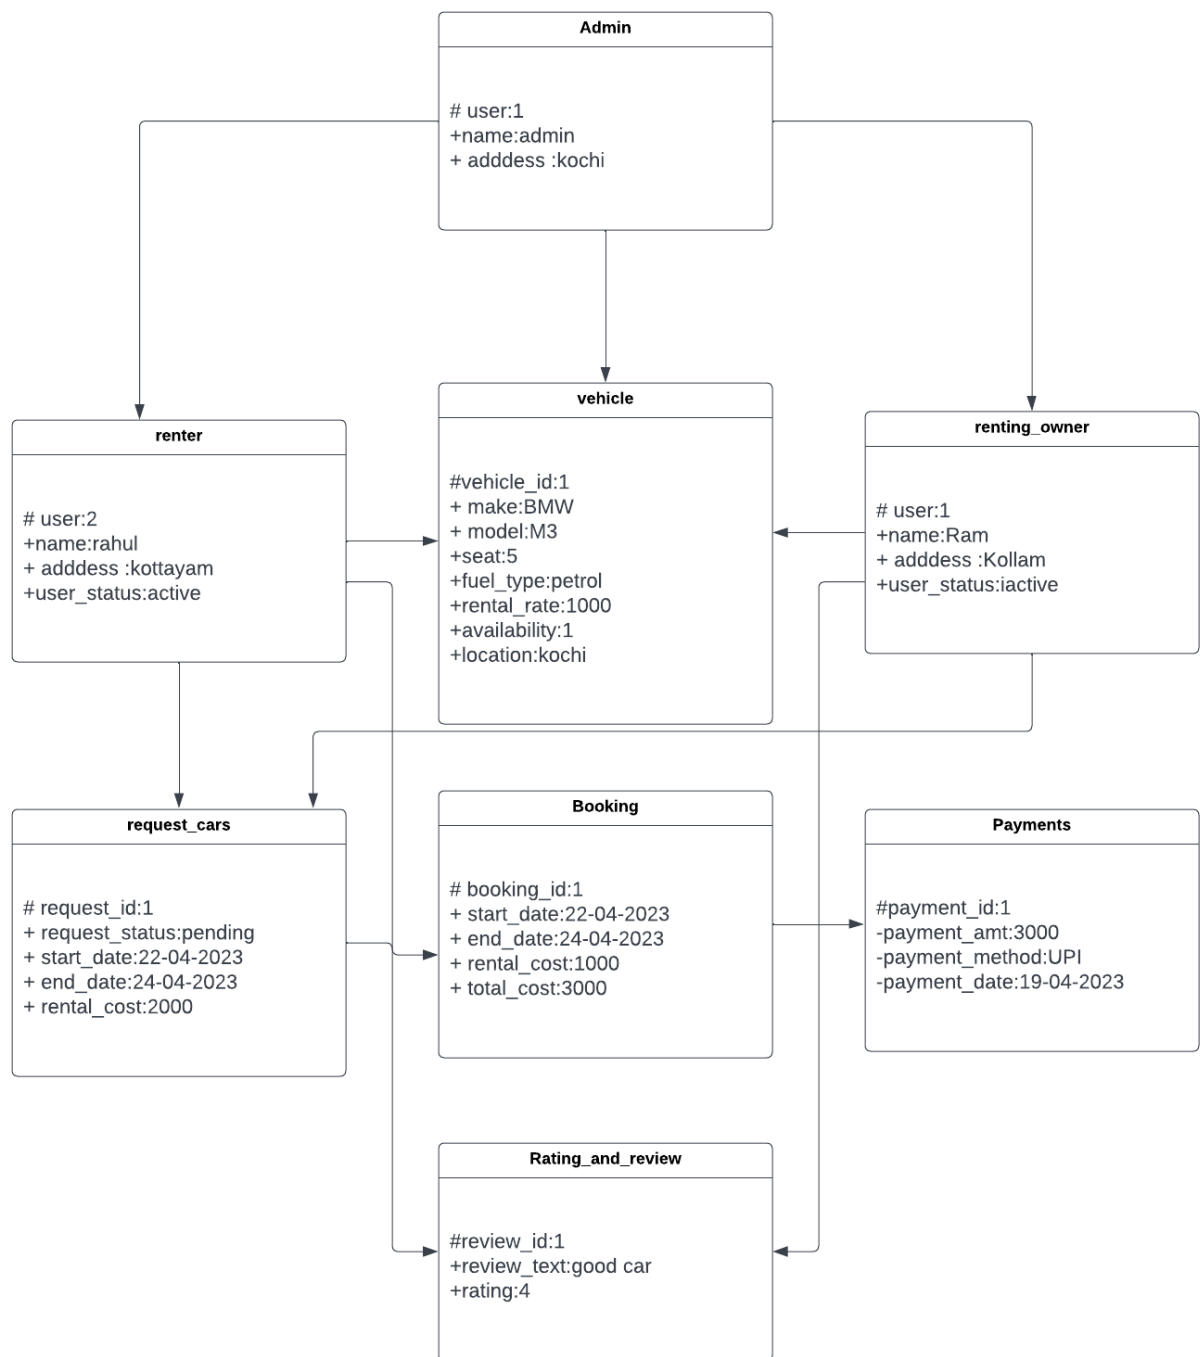 Admin
# user:1
+name:admin
+ adddess :kochi
renter
# user:2
+name:rahul
+ adddess :kottayam
+user_status:active
vehicle
#vehicle_id:1
+ make:BMW
+ model:M3
+seat:5
+fuel_type:petrol
+rental_rate:1000
+availability:1
+location:kochi
renting_owner
# user:1
+name:Ram
+ adddess :Kollam
+user_status:iactive
request_cars
# request_id:1
+ request_status:pending
+ start_date:22-04-2023
+ end_date:24-04-2023
+ rental_cost:2000
Booking
# booking_id:1
+ start_date:22-04-2023
+ end_date:24-04-2023
+ rental_cost:1000
+ total_cost:3000
Payments
#payment_id:1
-payment_amt:3000
-payment_method:UPI
-payment_date:19-04-2023
Rating_and_review
#review_id:1
+review_text:good car
+rating:4